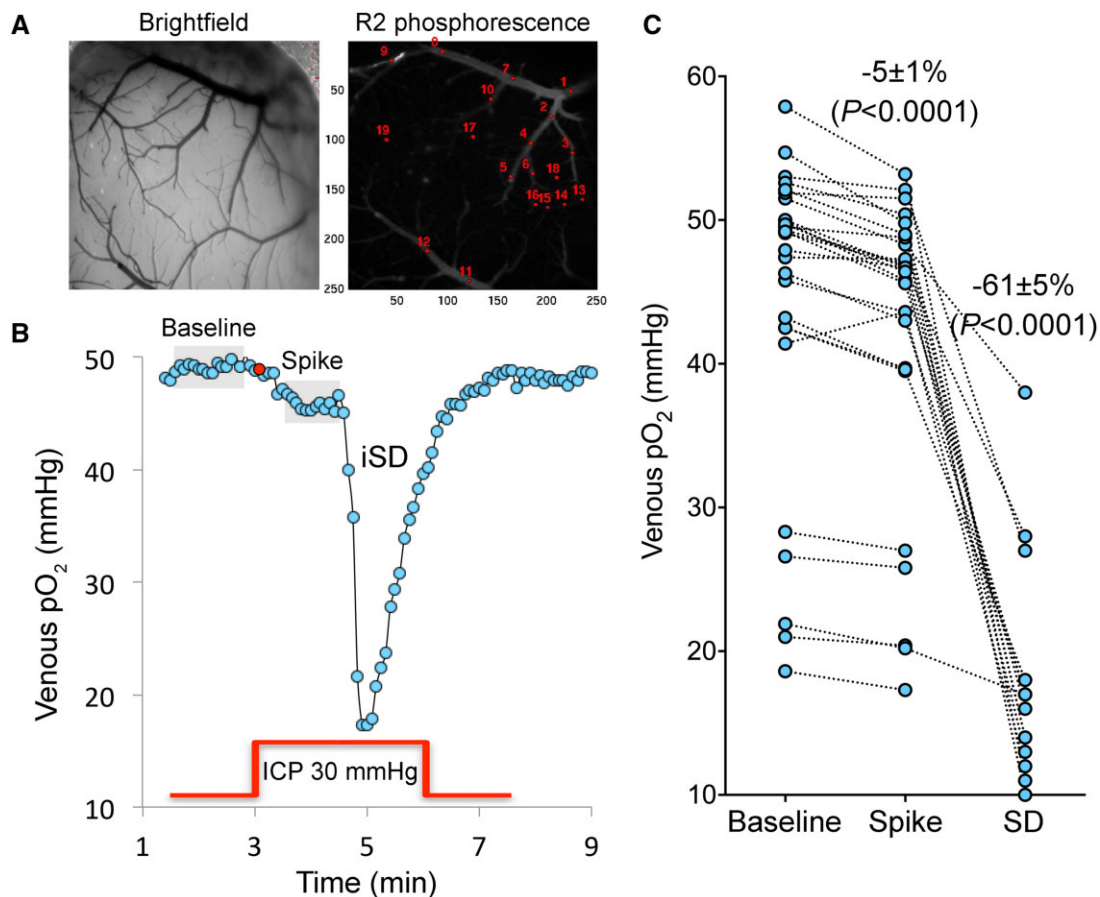 A
Brightfield
R2 phosphorescence
9
8
7
1
10
2
17
19
4
3
5
6
18
13
16
15
14
12
11
50
100
150
200
250
50
100
150
200
250
B
Baseline
Spike
iSD
ICP 30 mmHg
Venous pO2 (mmHg)
50
40
30
20
10
1
3
5
7
9
Time (min)
C
-5±1%
(P<0.0001)
-61±5%
(P<0.0001)
Venous pO2 (mmHg)
60
50
40
30
20
10
Baseline
Spike
SD